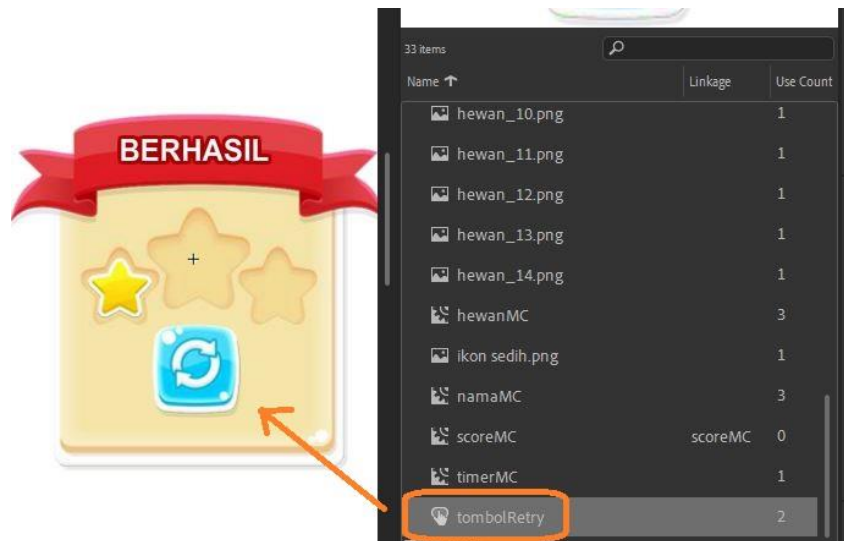 BERHASIL
33 items
Name Linkage Use Count
hewan_10.png 1
hewan_11.png 1
hewan_12.png 1
hewan_13.png 1
hewan_14.png 1
hewanMC 3
ikon sedih.png 1
namaMC 3
scoreMC scoreMC 0
timerMC 1
tombolRetry 2